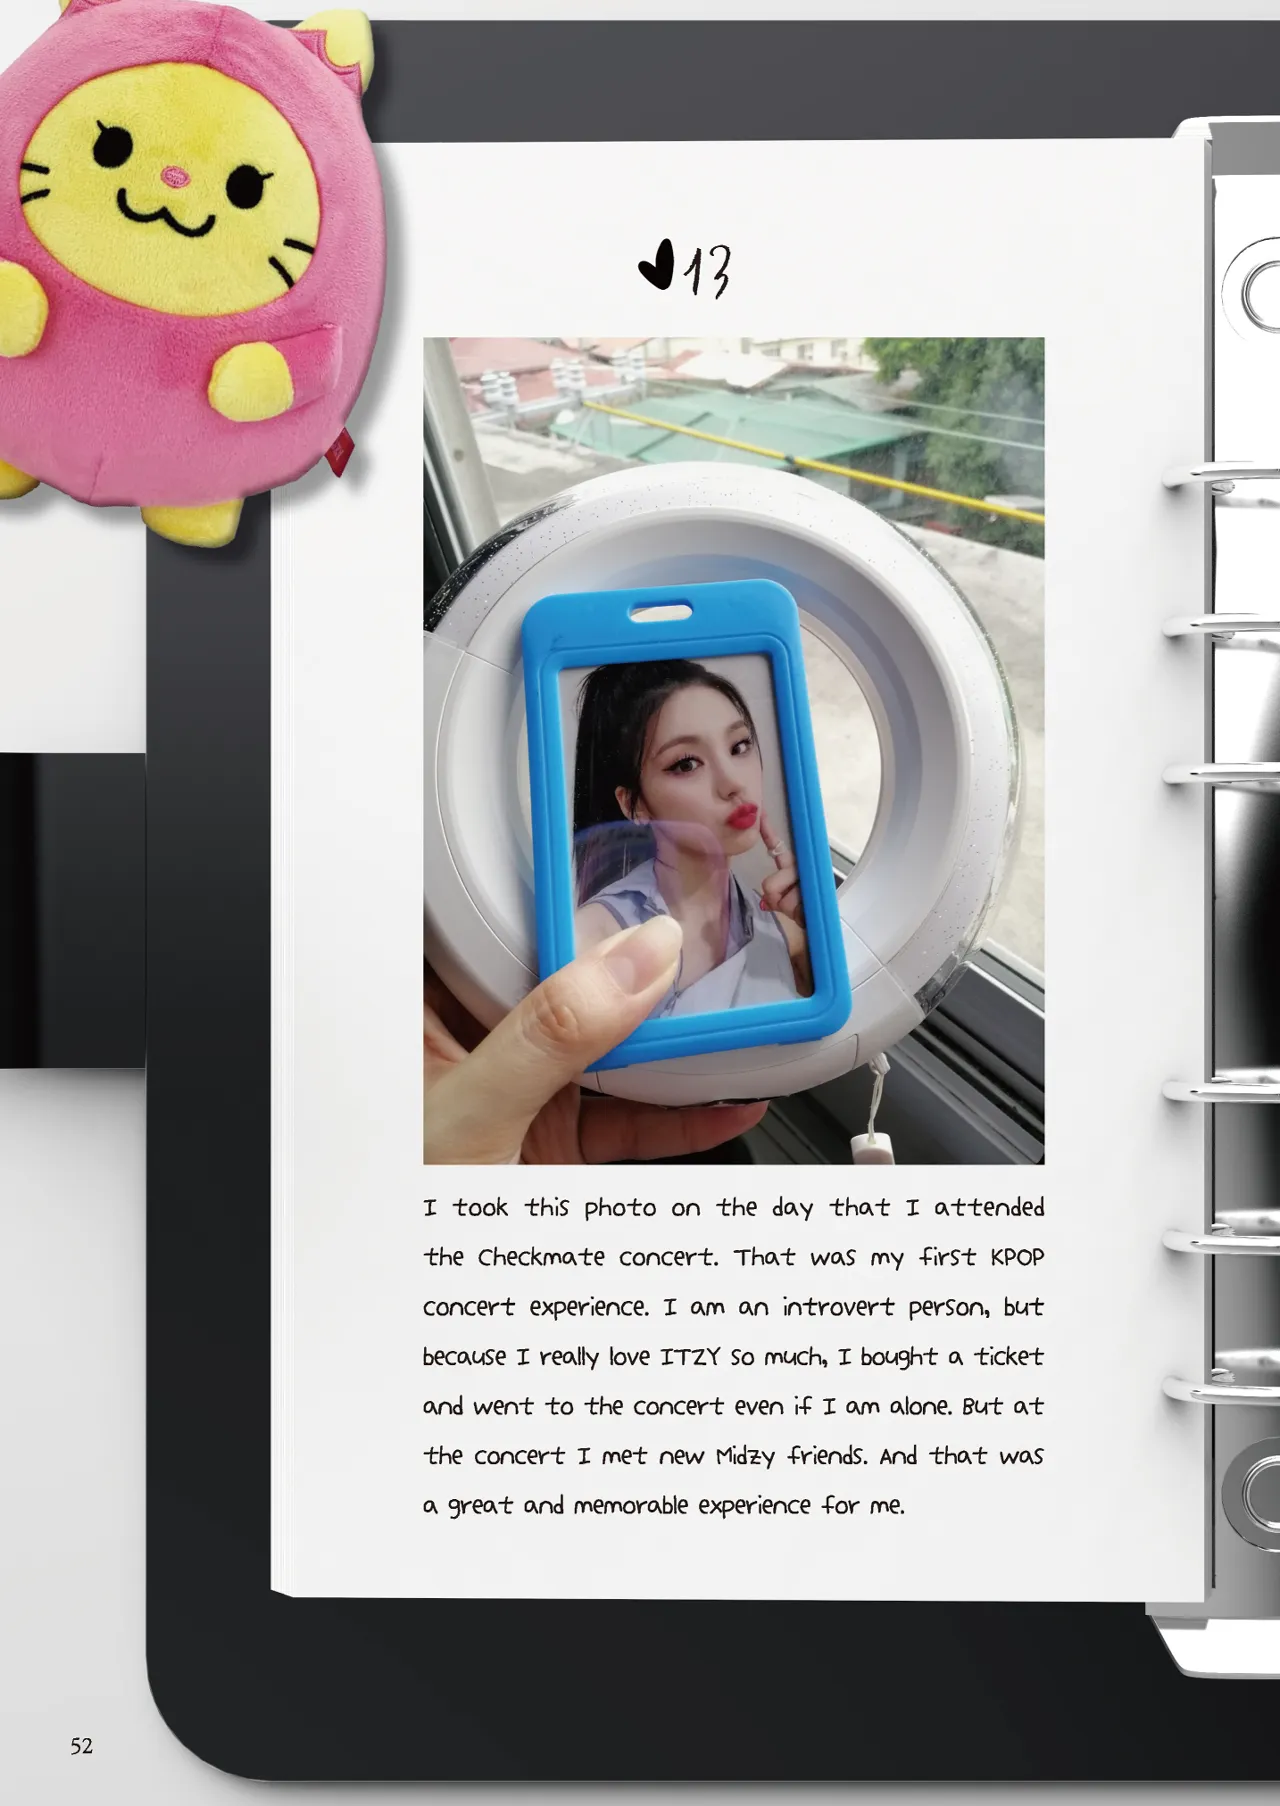 ♥13
I took this photo on the day that I attended
the Checkmate concert. That was my first KPOP
concert experience. I am an introvert person, but
because I really love ITZY so much, I bought a ticket
and went to the concert even if I am alone. But at
the concert I met new Midzy friends. And that was
a great and memorable experience for me.
52